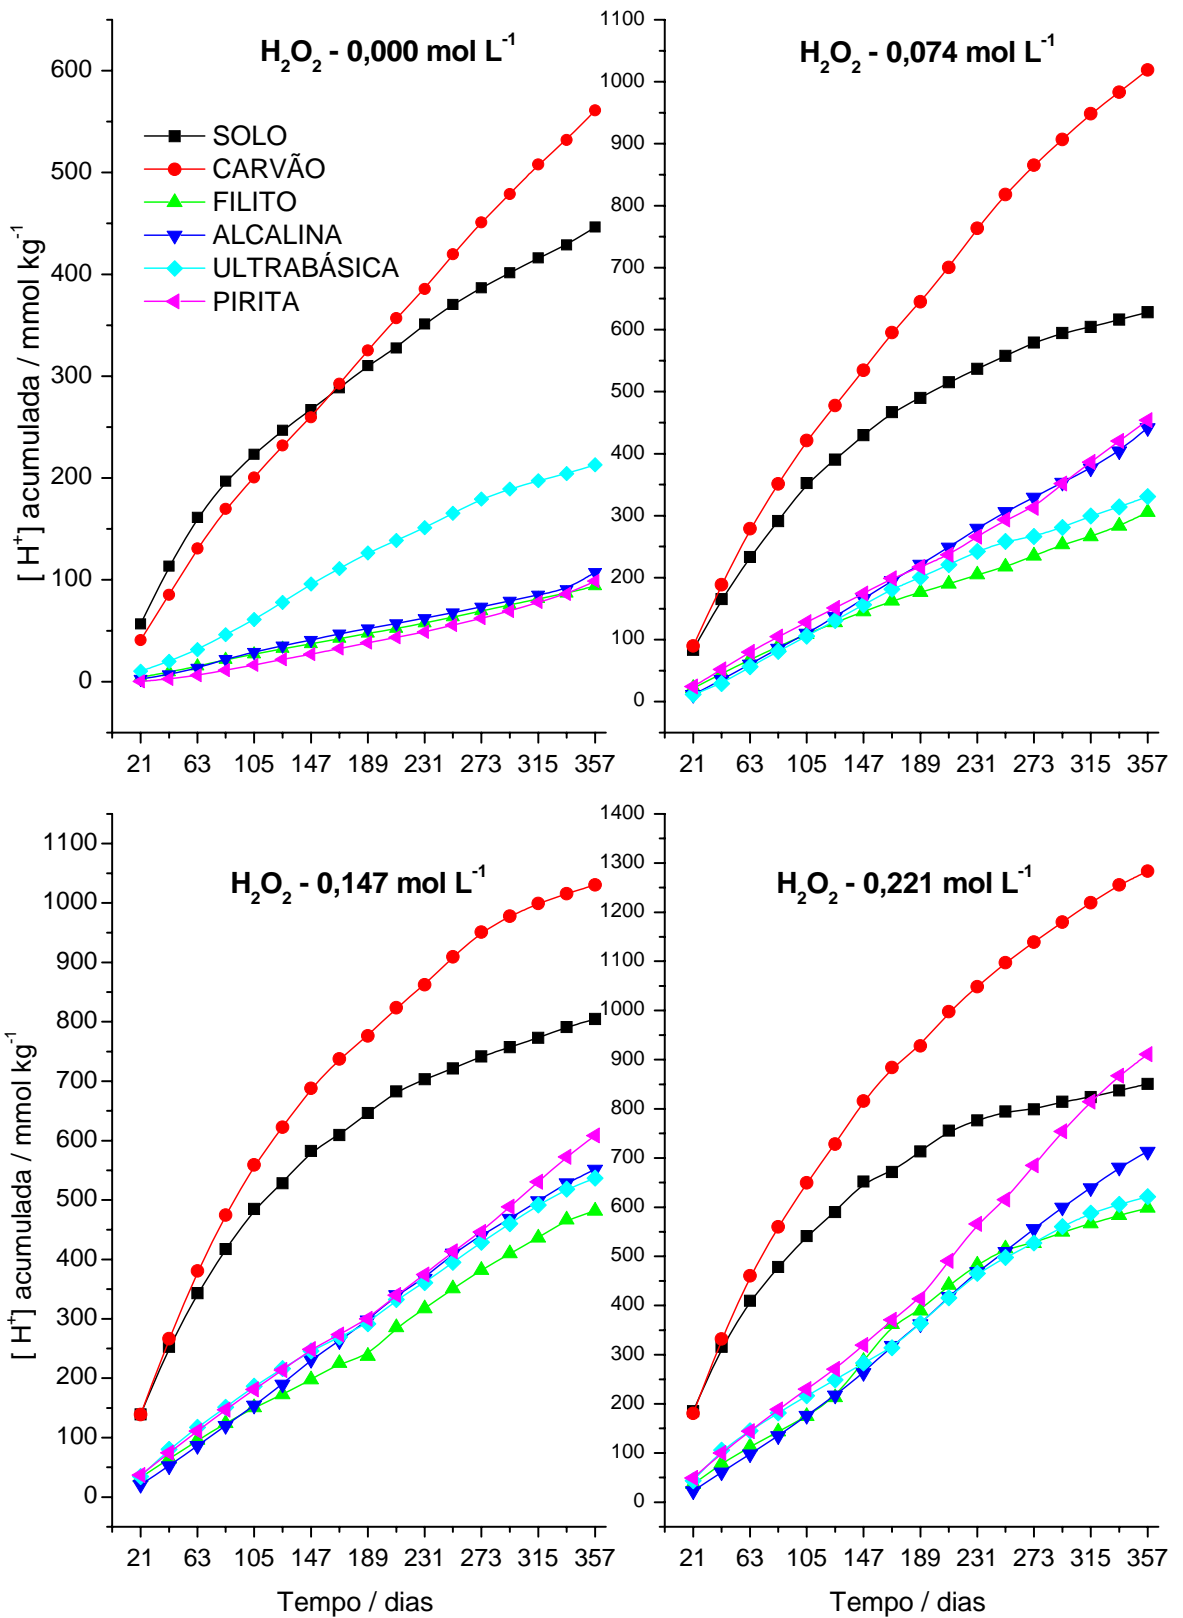 H₂O₂ - 0,000 mol L⁻¹
SOLO
CARVÃO
FILITO
ALCALINA
ULTRABÁSICA
PIRITA
[ H⁺] acumulada / mmol kg⁻¹
600
500
400
300
200
100
0
21 63 105 147 189 231 273 315 357
H₂O₂ - 0,074 mol L⁻¹
1100
1000
900
800
700
600
500
400
300
200
100
0
21 63 105 147 189 231 273 315 357
H₂O₂ - 0,147 mol L⁻¹
[ H⁺] acumulada / mmol kg⁻¹
1100
1000
900
800
700
600
500
400
300
200
100
0
21 63 105 147 189 231 273 315 357
Tempo / dias
H₂O₂ - 0,221 mol L⁻¹
1400
1300
1200
1100
1000
900
800
700
600
500
400
300
200
100
0
21 63 105 147 189 231 273 315 357
Tempo / dias